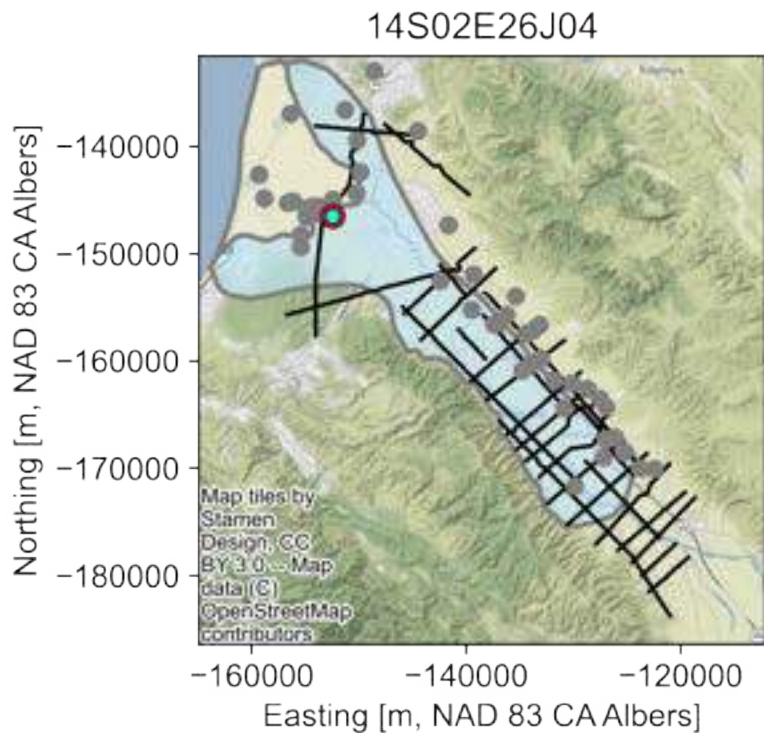 14S02E26J04
Northing [m, NAD 83 CA Albers]
−140000
−150000
−160000
−170000
−180000
Map tiles by
Stamen
Design, CC
BY 3.0 -- Map
data (C)
OpenStreetMap
contributors
−160000
−140000
−120000
Easting [m, NAD 83 CA Albers]